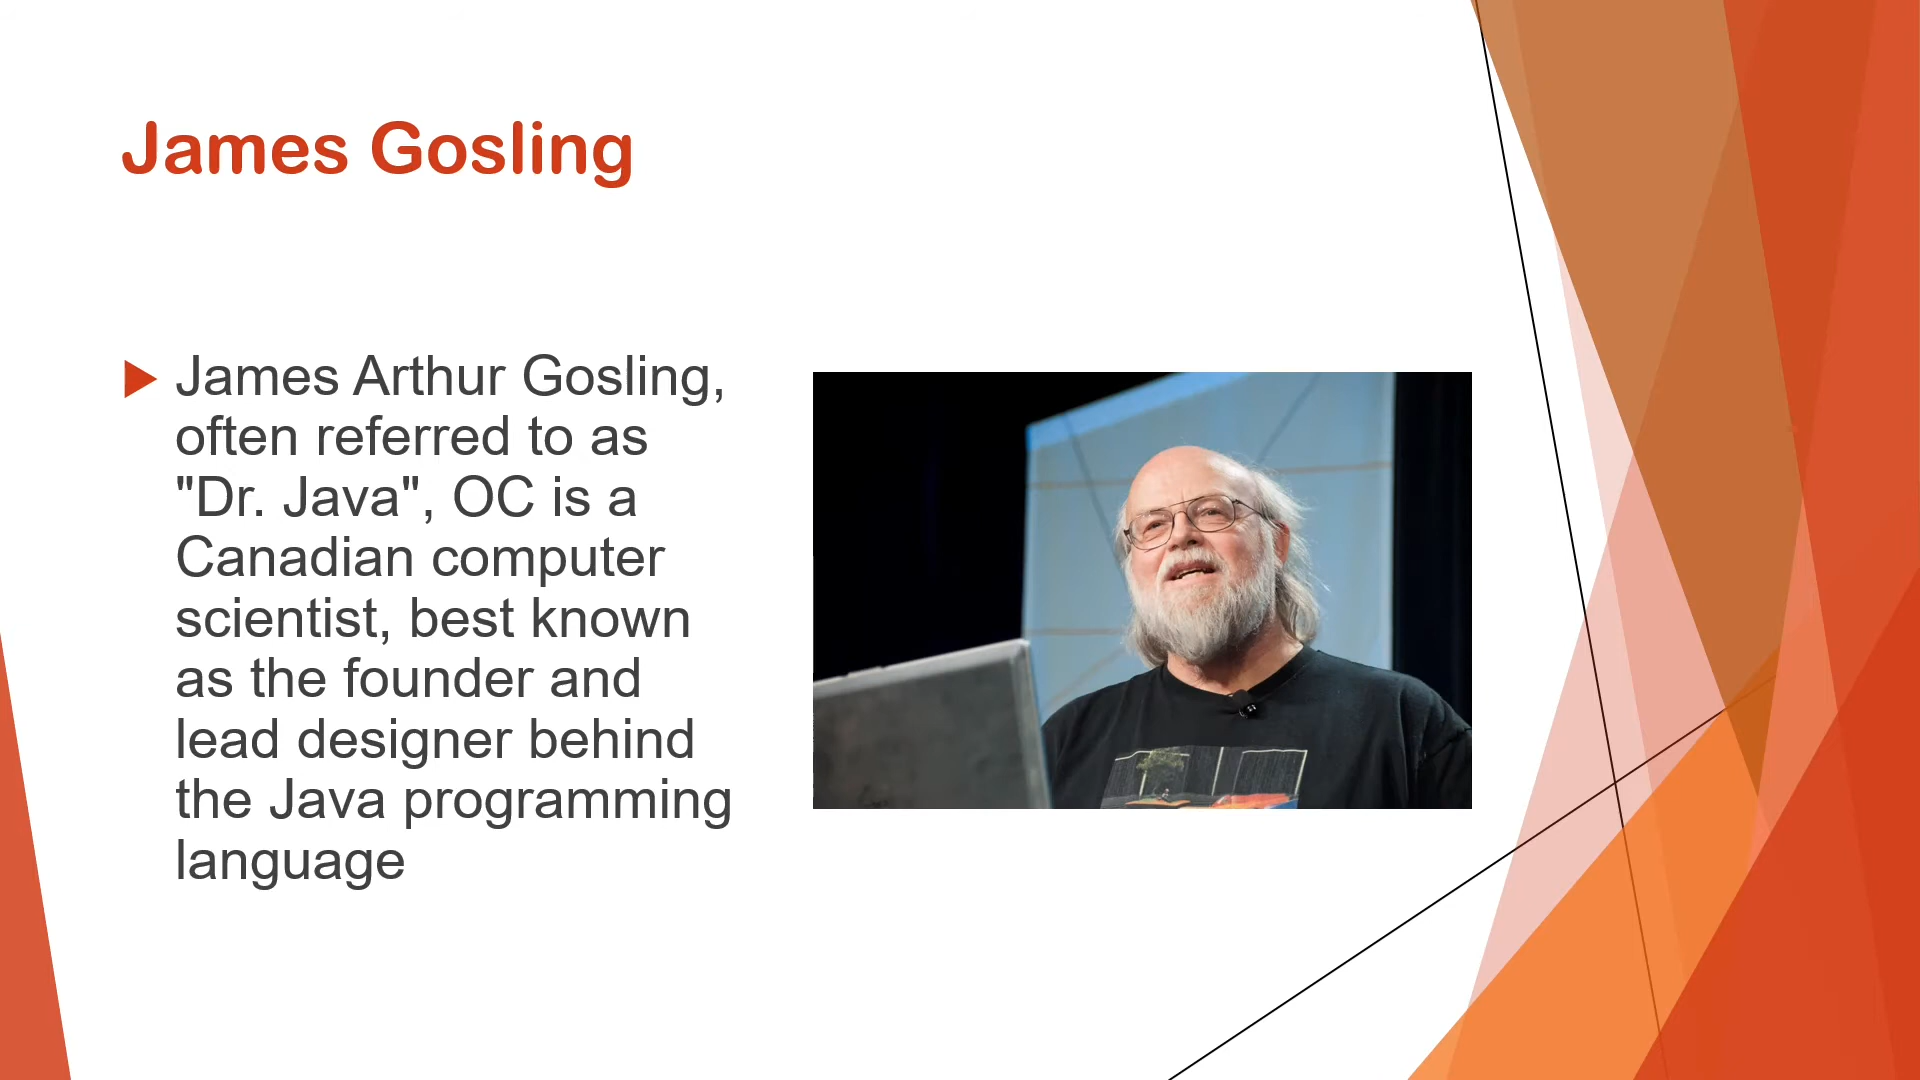 James Gosling
James Arthur Gosling,
often referred to as
"Dr. Java", OC is a
Canadian computer
scientist, best known
as the founder and
lead designer behind
the Java programming
language